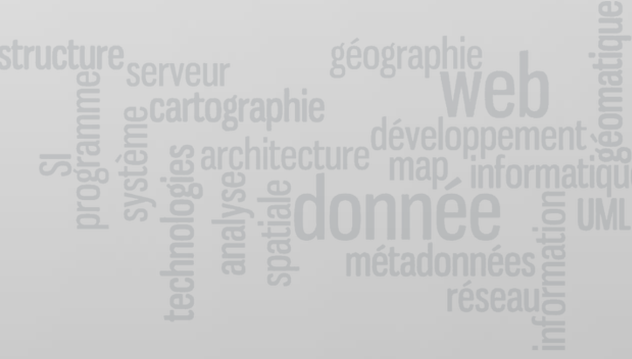 structure
serveur
géographie
géomatique
web
programme
cartographie
système
développement
SI
architecture
map
informatiqu
technologies
analyse
spatiale
donnée
UML
métadonnées
information
réseau